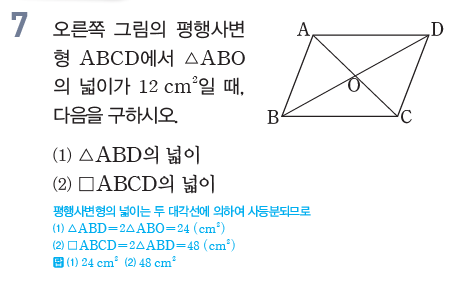 7 오른쪽 그림의 평행사변
형 ABCD에서 △ABO
의 넓이가 12 cm²일 때,
다음을 구하시오.
A D
O
B C
⑴ △ABD의 넓이
⑵ □ABCD의 넓이
평행사변형의 넓이는 두 대각선에 의하여 사등분되므로
⑴ △ABD=2△ABO=24 (cm²)
⑵ □ABCD=2△ABD=48 (cm²)
답 ⑴ 24 cm² ⑵ 48 cm²